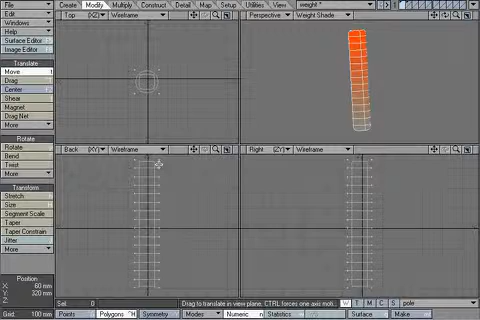 File Create Modify Multiply Construct Detail Map Setup Utilities View weight * 1
Edit Top (XZ) Wireframe Perspective Weight Shade
Windows
Help
Surface Editor
Image Editor
Translate
Move t
Drag
Center
Shear
Magnet
Drag Net
More
Rotate
Rotate
Bend Back (XY) Wireframe Right (ZY) Wireframe
Twist
More
Transform
Stretch
Size
Segment Scale
Taper
Taper Constrain
Jitter
More
Position
X 60 mm
Y 320 mm
Z
Sel: 0 Drag to translate in view plane, CTRL forces one axis moti... W T M C S pole
Grid: 100 mm Points Polygons ^H Symmetry Modes Numeric n Statistics Surface Make